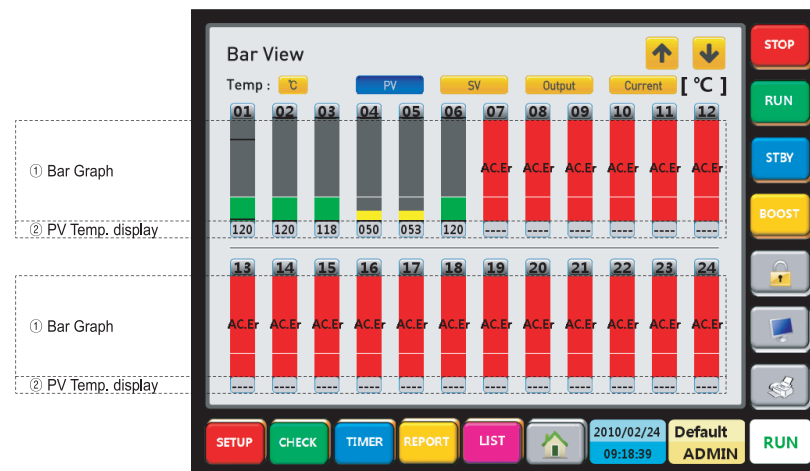 Bar View
Temp : ℃ PV SV Output Current [ ℃ ]
01 02 03 04 05 06 07 08 09 10 11 12
① Bar Graph
AC.Er AC.Er AC.Er AC.Er AC.Er AC.Er
② PV Temp. display
120 120 118 050 053 120 ---- ---- ---- ---- ---- ----
13 14 15 16 17 18 19 20 21 22 23 24
① Bar Graph
AC.Er AC.Er AC.Er AC.Er AC.Er AC.Er AC.Er AC.Er AC.Er AC.Er AC.Er AC.Er
② PV Temp. display
---- ---- ---- ---- ---- ---- ---- ---- ---- ---- ---- ----
STOP
RUN
STBY
BOOST
SETUP CHECK TIMER REPORT LIST
2010/02/24
09:18:39
Default
ADMIN
RUN